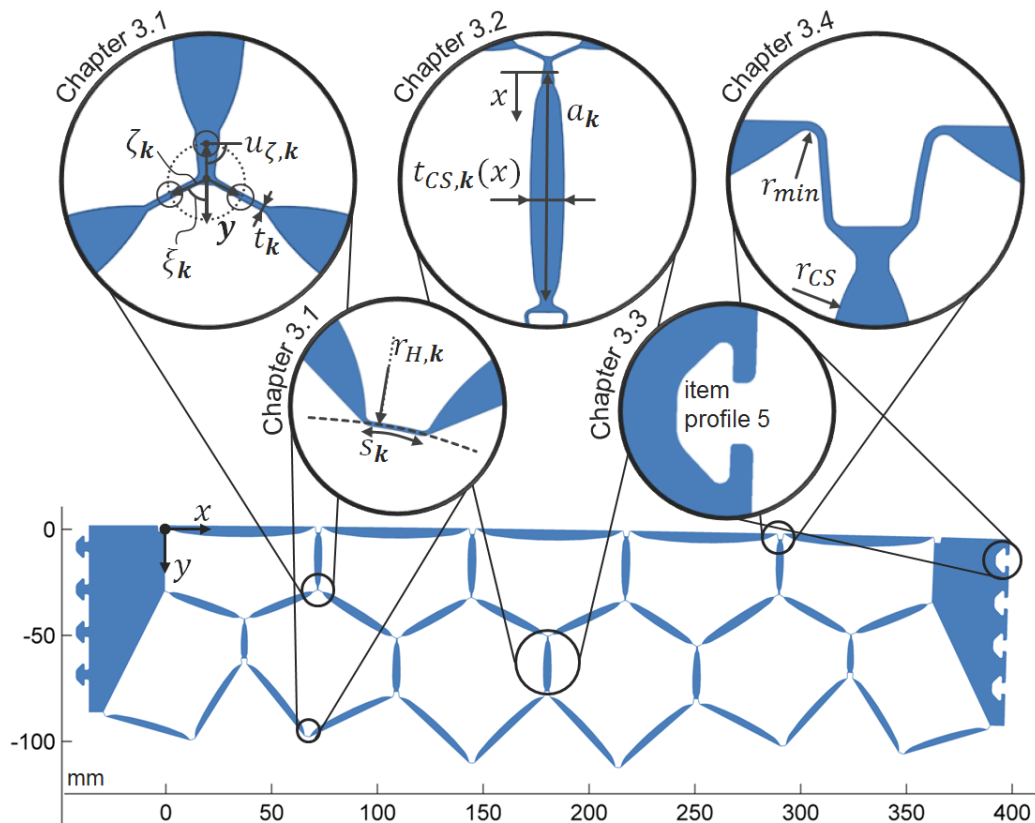 Chapter 3.1
ζk
uζ,k
y
tk
ξk
Chapter 3.2
x
ak
tCS,k(x)
Chapter 3.4
rmin
rCS
Chapter 3.1
rH,k
sk
Chapter 3.3
item
profile 5
x
y
0
-50
-100
mm
0
50
100
150
200
250
300
350
400